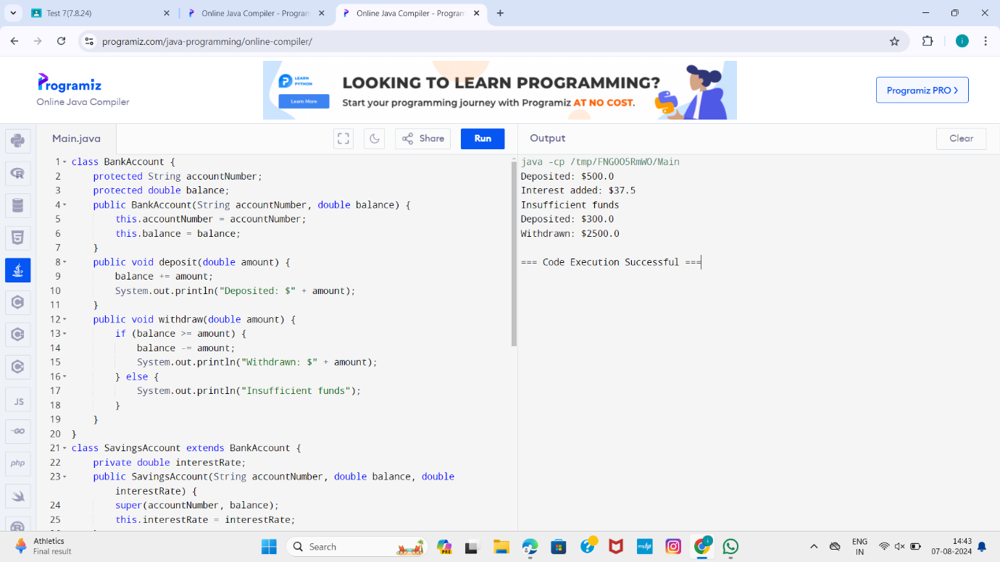 Test 7(7.8.24)
Online Java Compiler - Program
Online Java Compiler - Program
programiz.com/java-programming/online-compiler/
i
Programiz
Online Java Compiler
LEARN
PYTHON
Learn More
LOOKING TO LEARN PROGRAMMING?
Start your programming journey with Programiz AT NO COST.
Programiz PRO >
Main.java
Share
Run
Output
Clear
1 class BankAccount {
2 protected String accountNumber;
3 protected double balance;
4 public BankAccount(String accountNumber, double balance) {
5 this.accountNumber = accountNumber;
6 this.balance = balance;
7 }
8 public void deposit(double amount) {
9 balance += amount;
10 System.out.println("Deposited: $" + amount);
11 }
12 public void withdraw(double amount) {
13 if (balance >= amount) {
14 balance -= amount;
15 System.out.println("Withdrawn: $" + amount);
16 } else {
17 System.out.println("Insufficient funds");
18 }
19 }
20 }
21 class SavingsAccount extends BankAccount {
22 private double interestRate;
23 public SavingsAccount(String accountNumber, double balance, double
interestRate) {
24 super(accountNumber, balance);
25 this.interestRate = interestRate;
java -cp /tmp/FNG0O5RmWO/Main
Deposited: $500.0
Interest added: $37.5
Insufficient funds
Deposited: $300.0
Withdrawn: $2500.0
=== Code Execution Successful ===
JS
GO
php
Athletics
Final result
Search
PRE
myhp
ENG
IN
14:43
07-08-2024